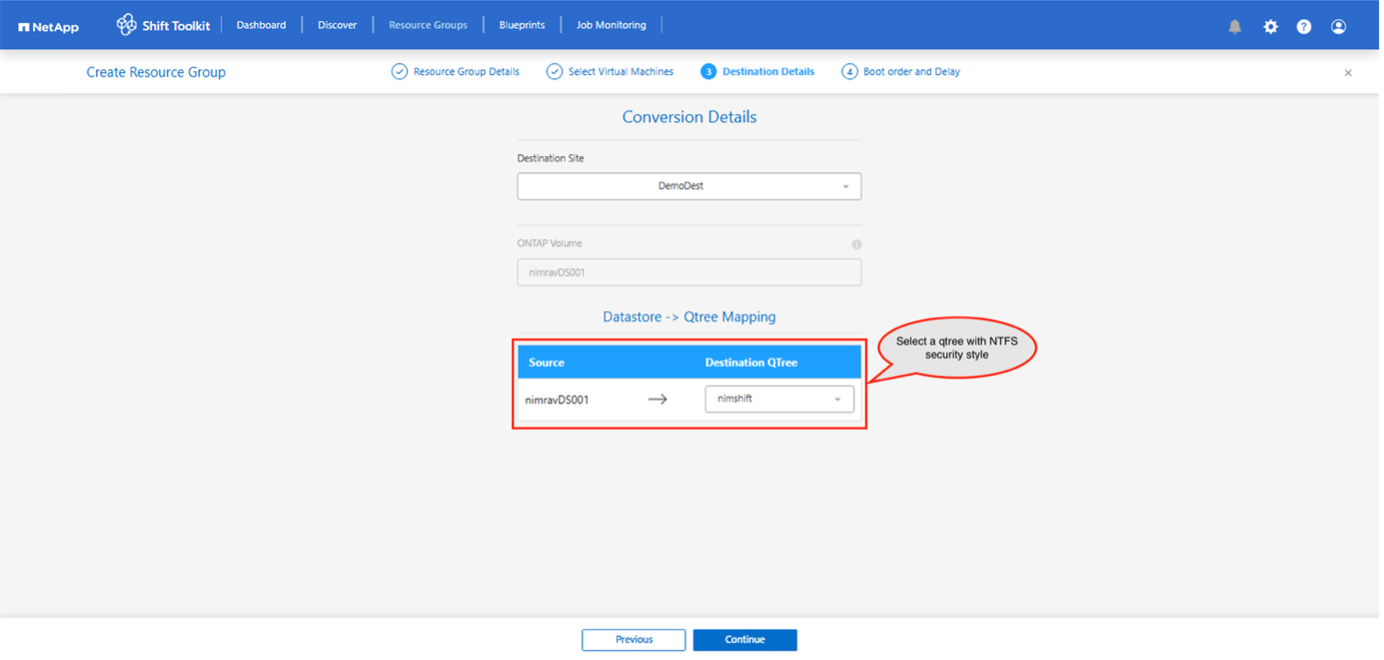 NetApp Shift Toolkit Dashboard Discover Resource Groups Blueprints Job Monitoring ?
Create Resource Group Resource Group Details Select Virtual Machines 3 Destination Details 4 Boot order and Delay ×
Conversion Details
Destination Site
DemoDest
ONTAP Volume
nimravDS001
Datastore -> Qtree Mapping
Source Destination QTree
nimravDS001 → nimshift
Select a qtree with NTFS
security style
Previous Continue